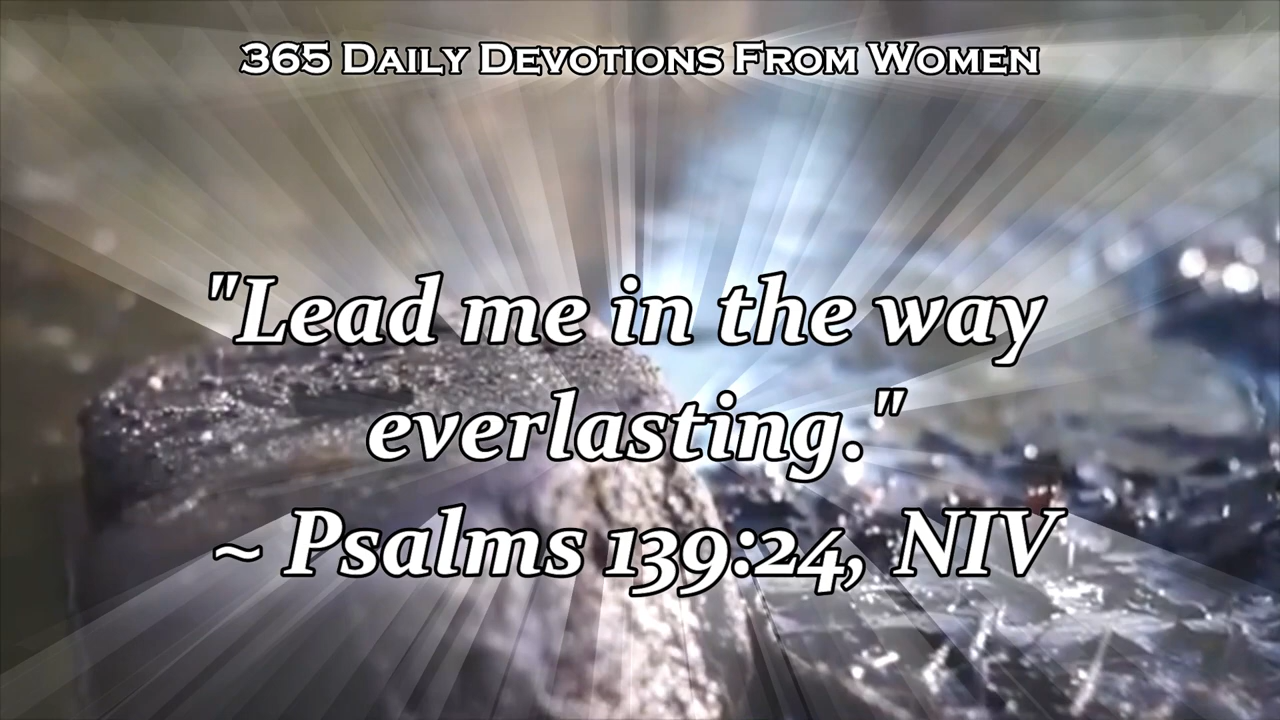 365 Daily Devotions From Women
"Lead me in the way
everlasting."
~ Psalms 139:24, NIV